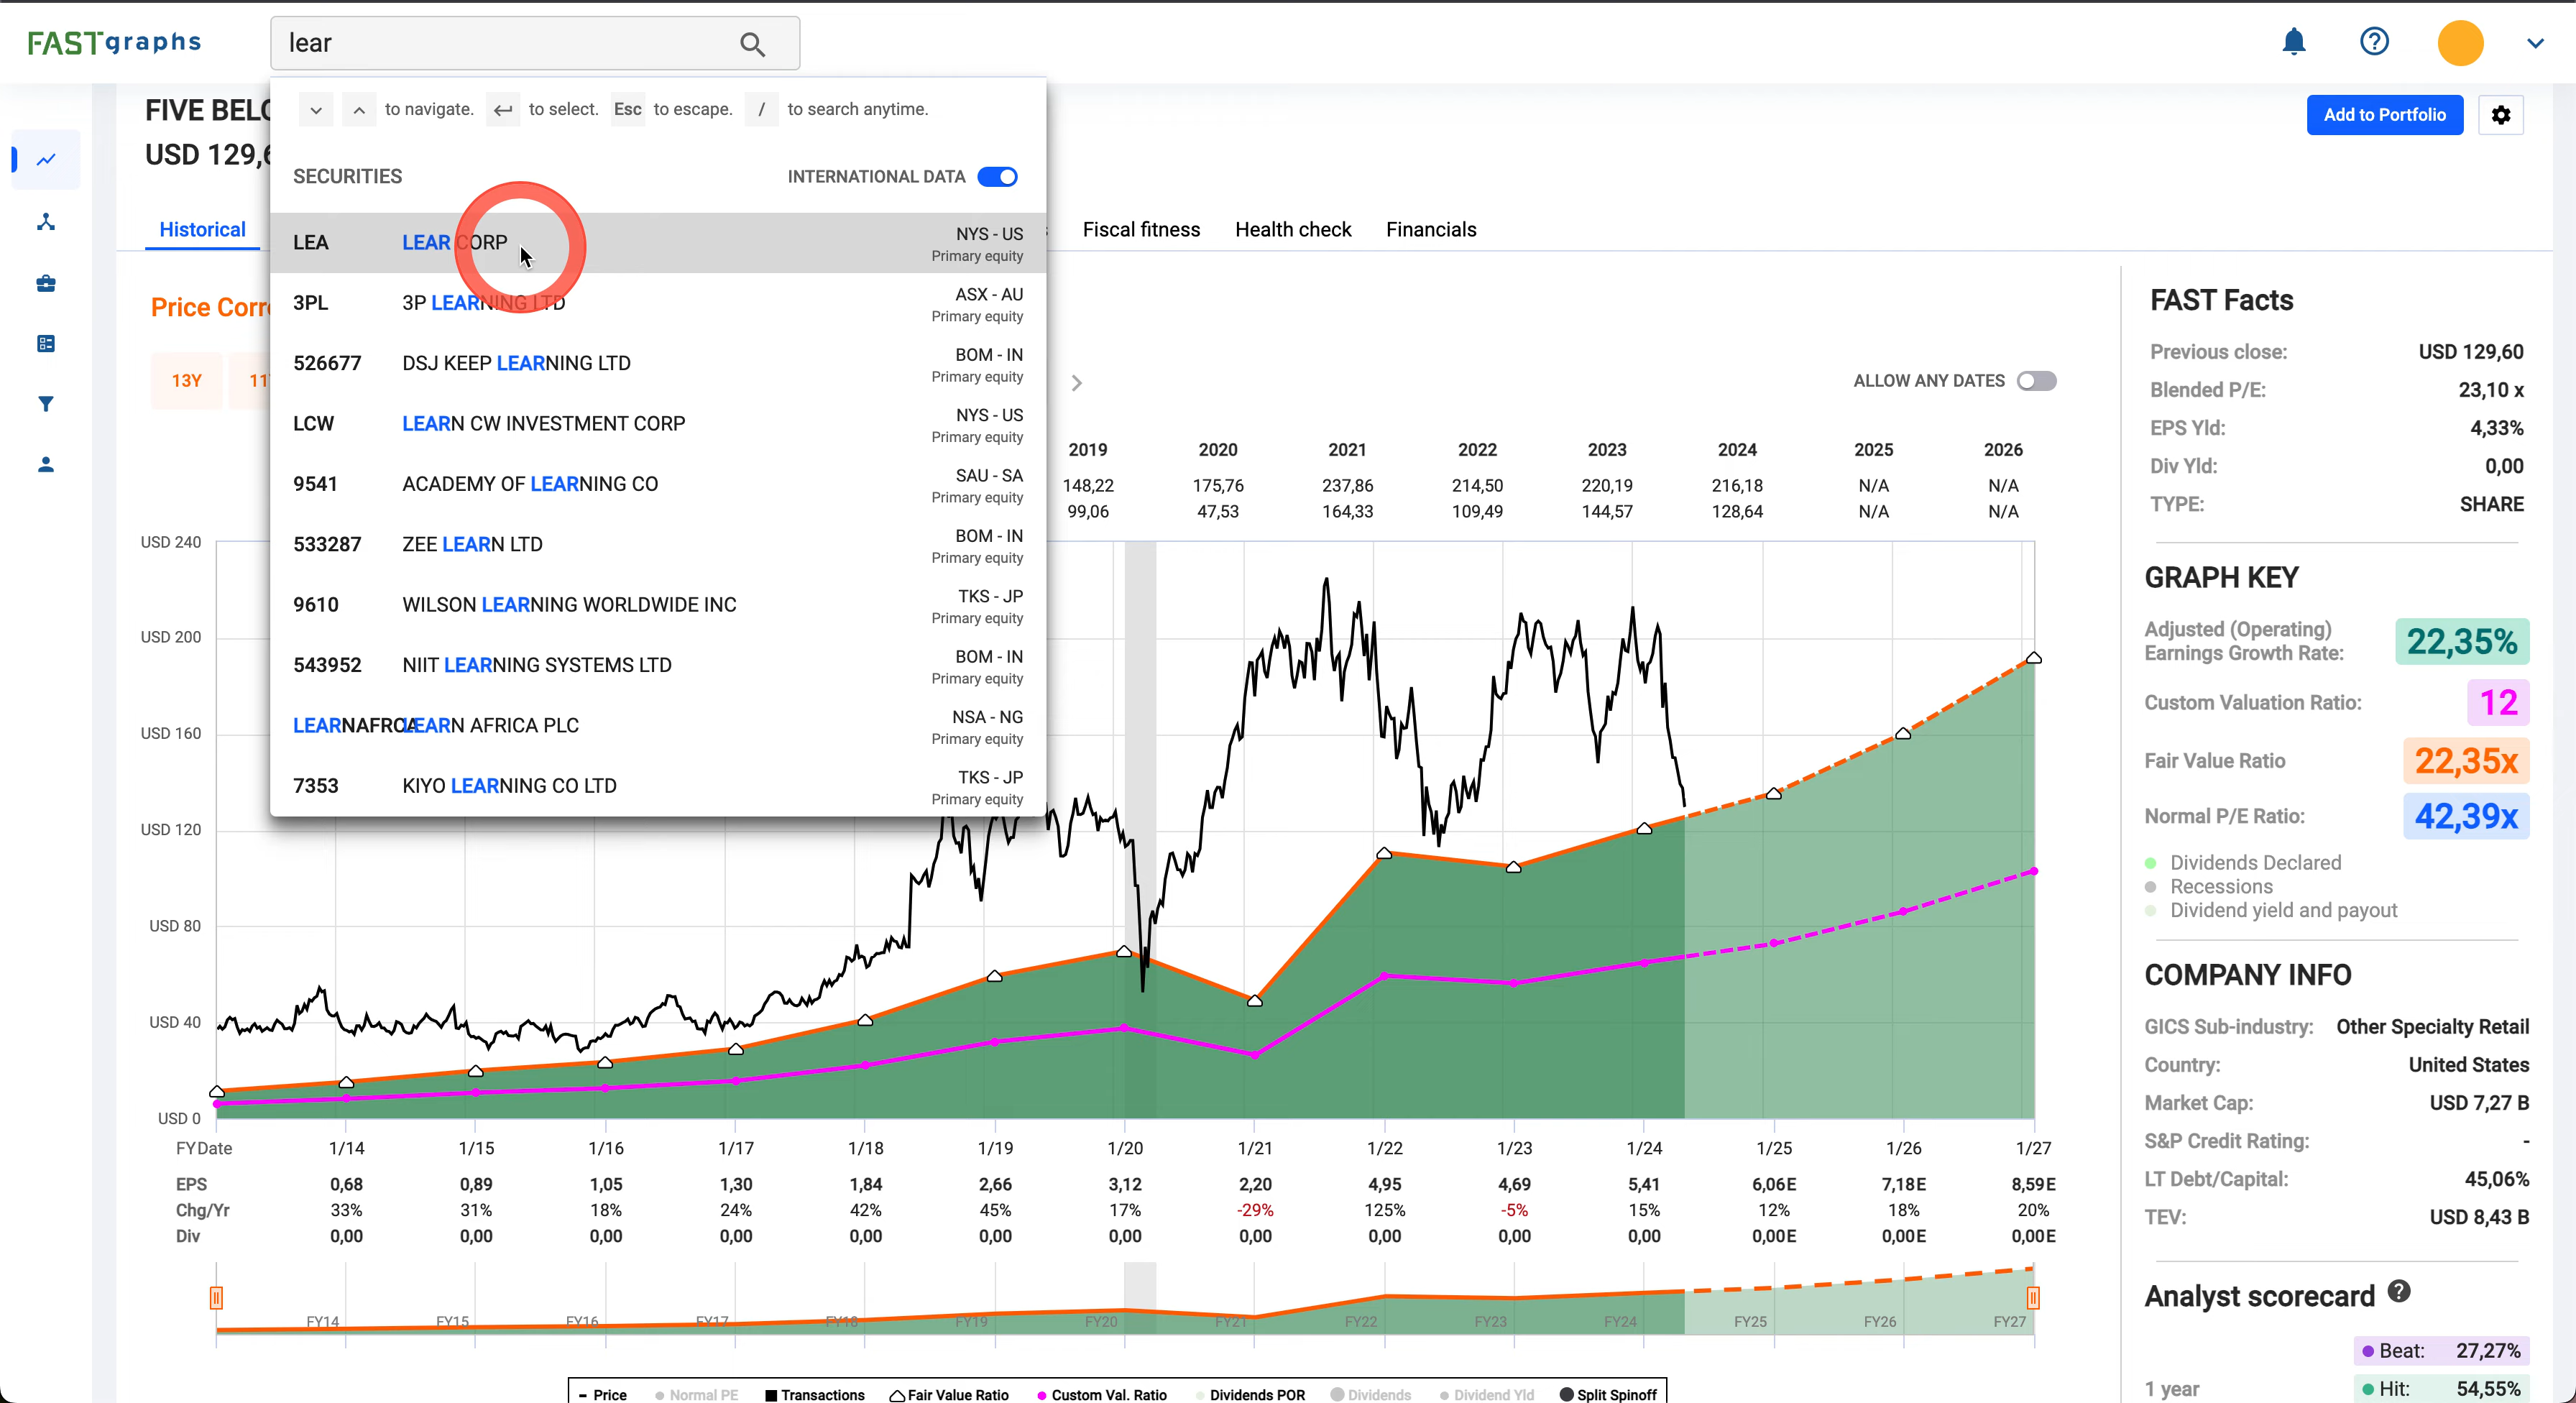 FASTgraphs
lear
to navigate. to select. Esc to escape. / to search anytime.
FIVE BELO
USD 129,6
Add to Portfolio
SECURITIES INTERNATIONAL DATA
LEA LEAR CORP NYS - US
Primary equity
3PL 3P LEARNING LTD ASX - AU
Primary equity
526677 DSJ KEEP LEARNING LTD BOM - IN
Primary equity
LCW LEARN CW INVESTMENT CORP NYS - US
Primary equity
9541 ACADEMY OF LEARNING CO SAU - SA
Primary equity
533287 ZEE LEARN LTD BOM - IN
Primary equity
9610 WILSON LEARNING WORLDWIDE INC TKS - JP
Primary equity
543952 NIIT LEARNING SYSTEMS LTD BOM - IN
Primary equity
LEARNAFRCA LEARN AFRICA PLC NSA - NG
Primary equity
7353 KIYO LEARNING CO LTD TKS - JP
Primary equity
Historical Fiscal fitness Health check Financials
Price Corre
13Y 11
ALLOW ANY DATES
2019 2020 2021 2022 2023 2024 2025 2026
148,22 175,76 237,86 214,50 220,19 216,18 N/A N/A
99,06 47,53 164,33 109,49 144,57 128,64 N/A N/A
USD 240
USD 200
USD 160
USD 120
USD 80
USD 40
USD 0
FYDate 1/14 1/15 1/16 1/17 1/18 1/19 1/20 1/21 1/22 1/23 1/24 1/25 1/26 1/27
EPS 0,68 0,89 1,05 1,30 1,84 2,66 3,12 2,20 4,95 4,69 5,41 6,06E 7,18E 8,59E
Chg/Yr 33% 31% 18% 24% 42% 45% 17% -29% 125% -5% 15% 12% 18% 20%
Div 0,00 0,00 0,00 0,00 0,00 0,00 0,00 0,00 0,00 0,00 0,00 0,00E 0,00E 0,00E
FY14 FY15 FY16 FY17 FY18 FY19 FY20 FY21 FY22 FY23 FY24 FY25 FY26 FY27
Price Normal PE Transactions Fair Value Ratio Custom Val. Ratio Dividends POR Dividends Dividend Yld Split Spinoff
FAST Facts
Previous close: USD 129,60
Blended P/E: 23,10 x
EPS Yld: 4,33%
Div Yld: 0,00
TYPE: SHARE
GRAPH KEY
Adjusted (Operating)
Earnings Growth Rate: 22,35%
Custom Valuation Ratio: 12
Fair Value Ratio 22,35x
Normal P/E Ratio: 42,39x
Dividends Declared
Recessions
Dividend yield and payout
COMPANY INFO
GICS Sub-industry: Other Specialty Retail
Country: United States
Market Cap: USD 7,27 B
S&P Credit Rating: -
LT Debt/Capital: 45,06%
TEV: USD 8,43 B
Analyst scorecard ?
Beat: 27,27%
1 year Hit: 54,55%